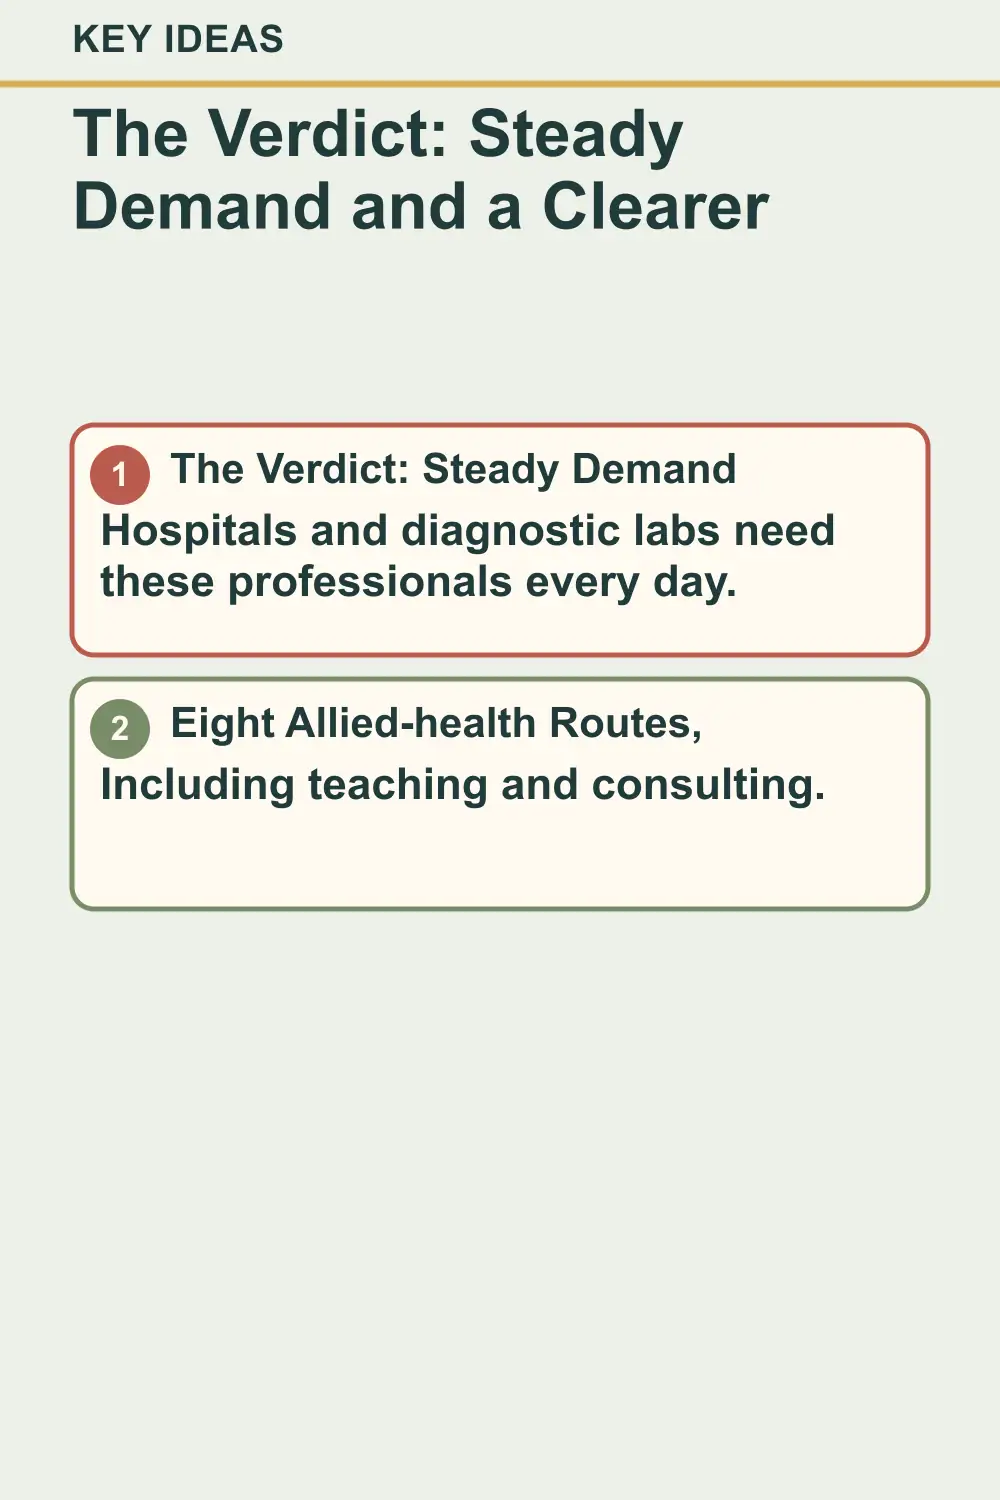 KEY IDEAS
The Verdict: Steady
Demand and a Clearer
1 The Verdict: Steady Demand
Hospitals and diagnostic labs need
these professionals every day.
2 Eight Allied-health Routes,
Including teaching and consulting.